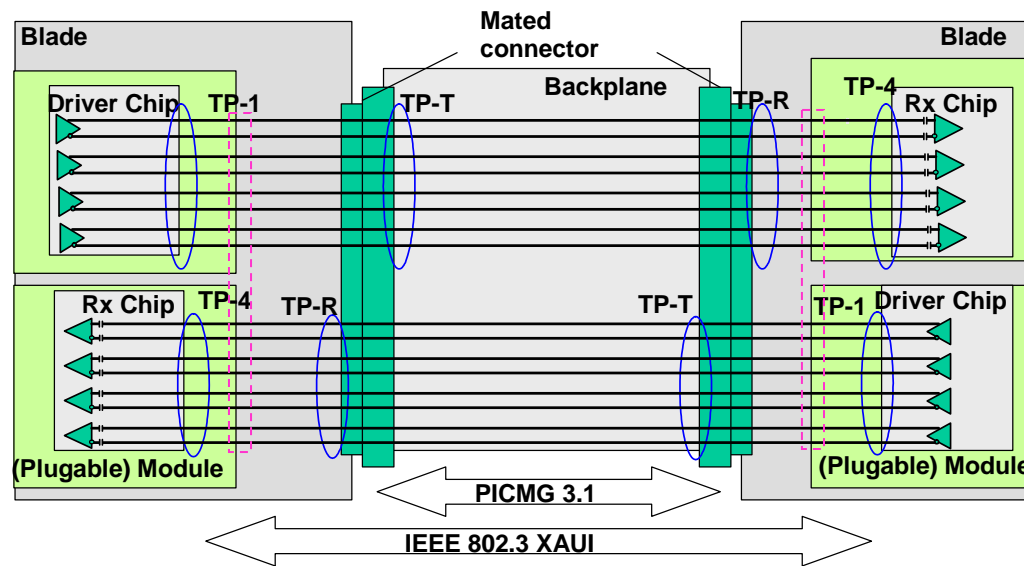 Mated
connector
Blade
Blade
Backplane
Driver Chip
TP-1
TP-T
TP-R
TP-4
Rx Chip
Rx Chip
TP-4
TP-R
TP-T
TP-1
Driver Chip
(Plugable) Module
(Plugable) Module
PICMG 3.1
IEEE 802.3 XAUI